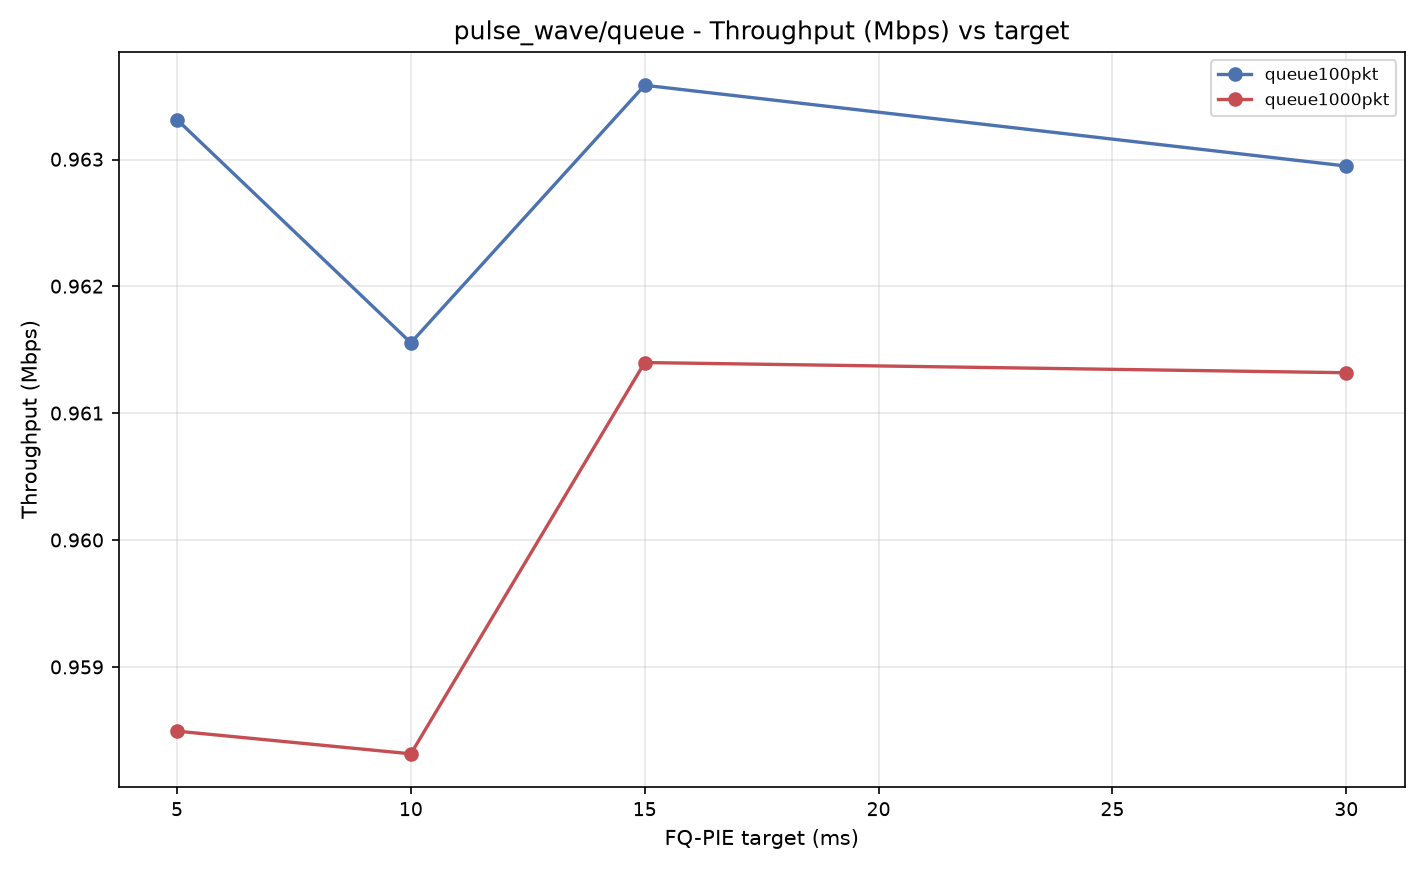 pulse_wave/queue - Throughput (Mbps) vs target
queue100pkt
queue1000pkt
Throughput (Mbps)
0.963
0.962
0.961
0.960
0.959
5 10 15 20 25 30
FQ-PIE target (ms)